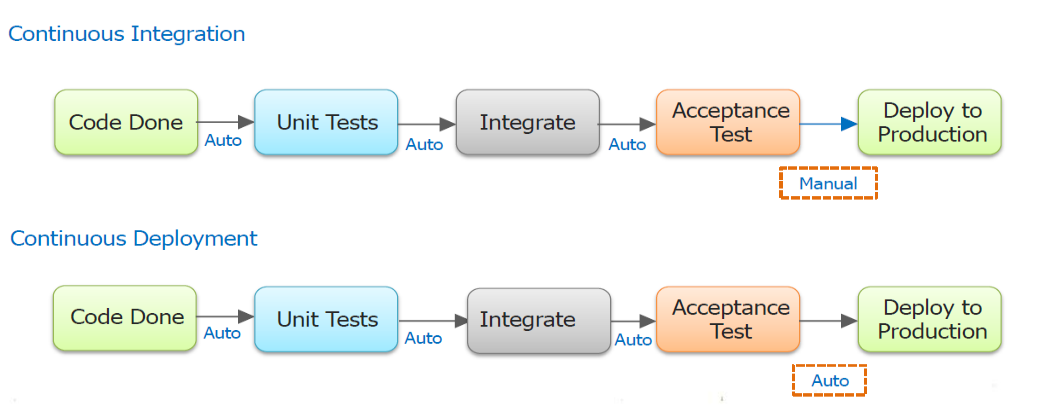 Continuous Integration
Code Done
Auto
Unit Tests
Auto
Integrate
Auto
Acceptance
Test
Manual
Deploy to
Production
Continuous Deployment
Code Done
Auto
Unit Tests
Auto
Integrate
Auto
Acceptance
Test
Auto
Deploy to
Production